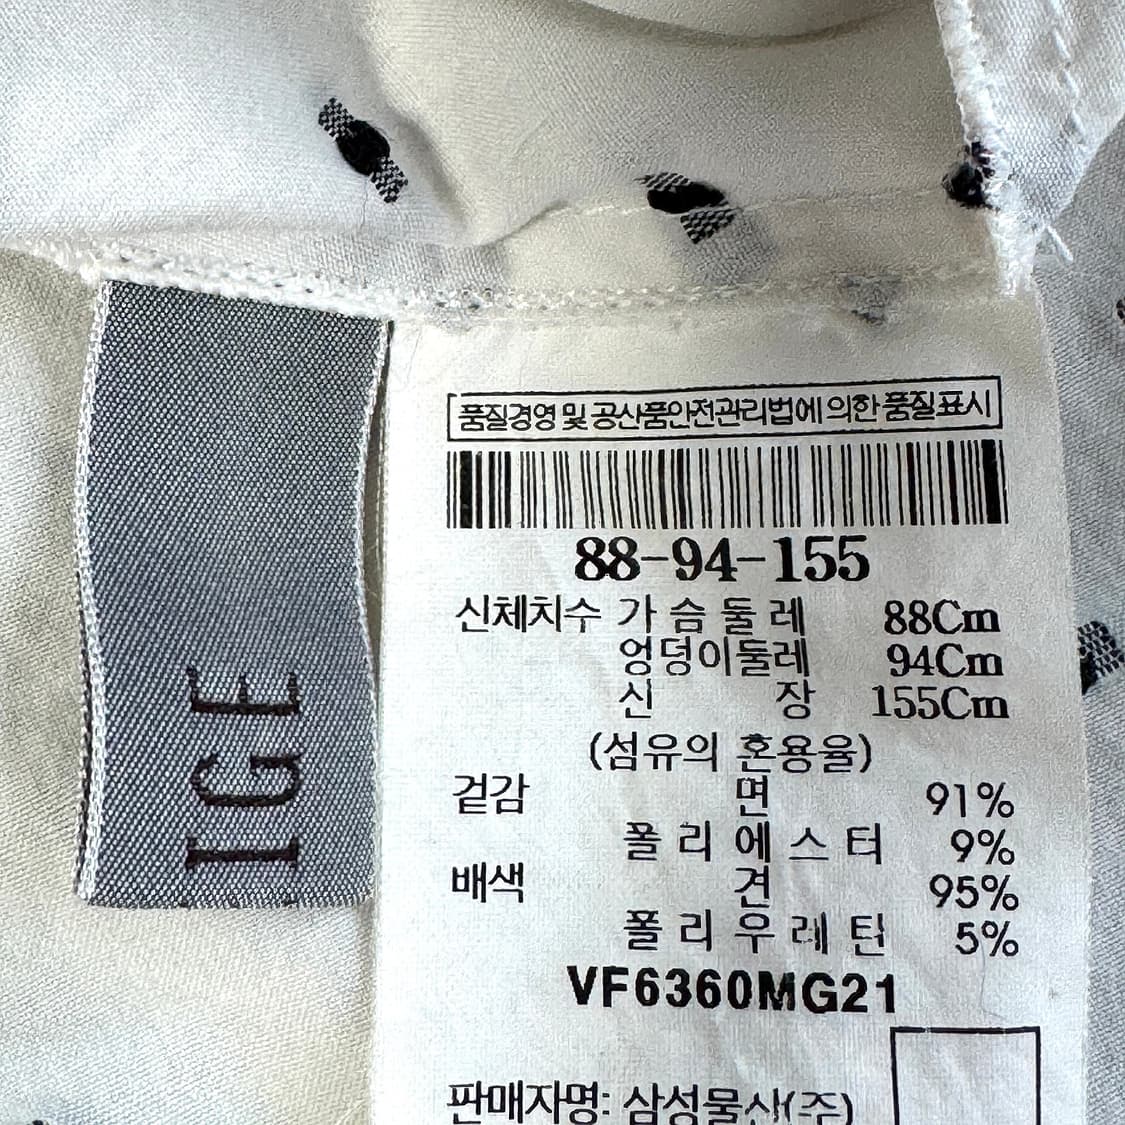 IGE
품질경영 및 공산품안전관리법에 의한 품질표시
88-94-155
신체치수 가슴둘레 88Cm
엉덩이둘레 94Cm
신장 155Cm
(섬유의 혼용율)
겉감 면 91%
폴리에스터 9%
배색 견 95%
폴리우레탄 5%
VF6360MG21
판매자명: 삼성물산(주)